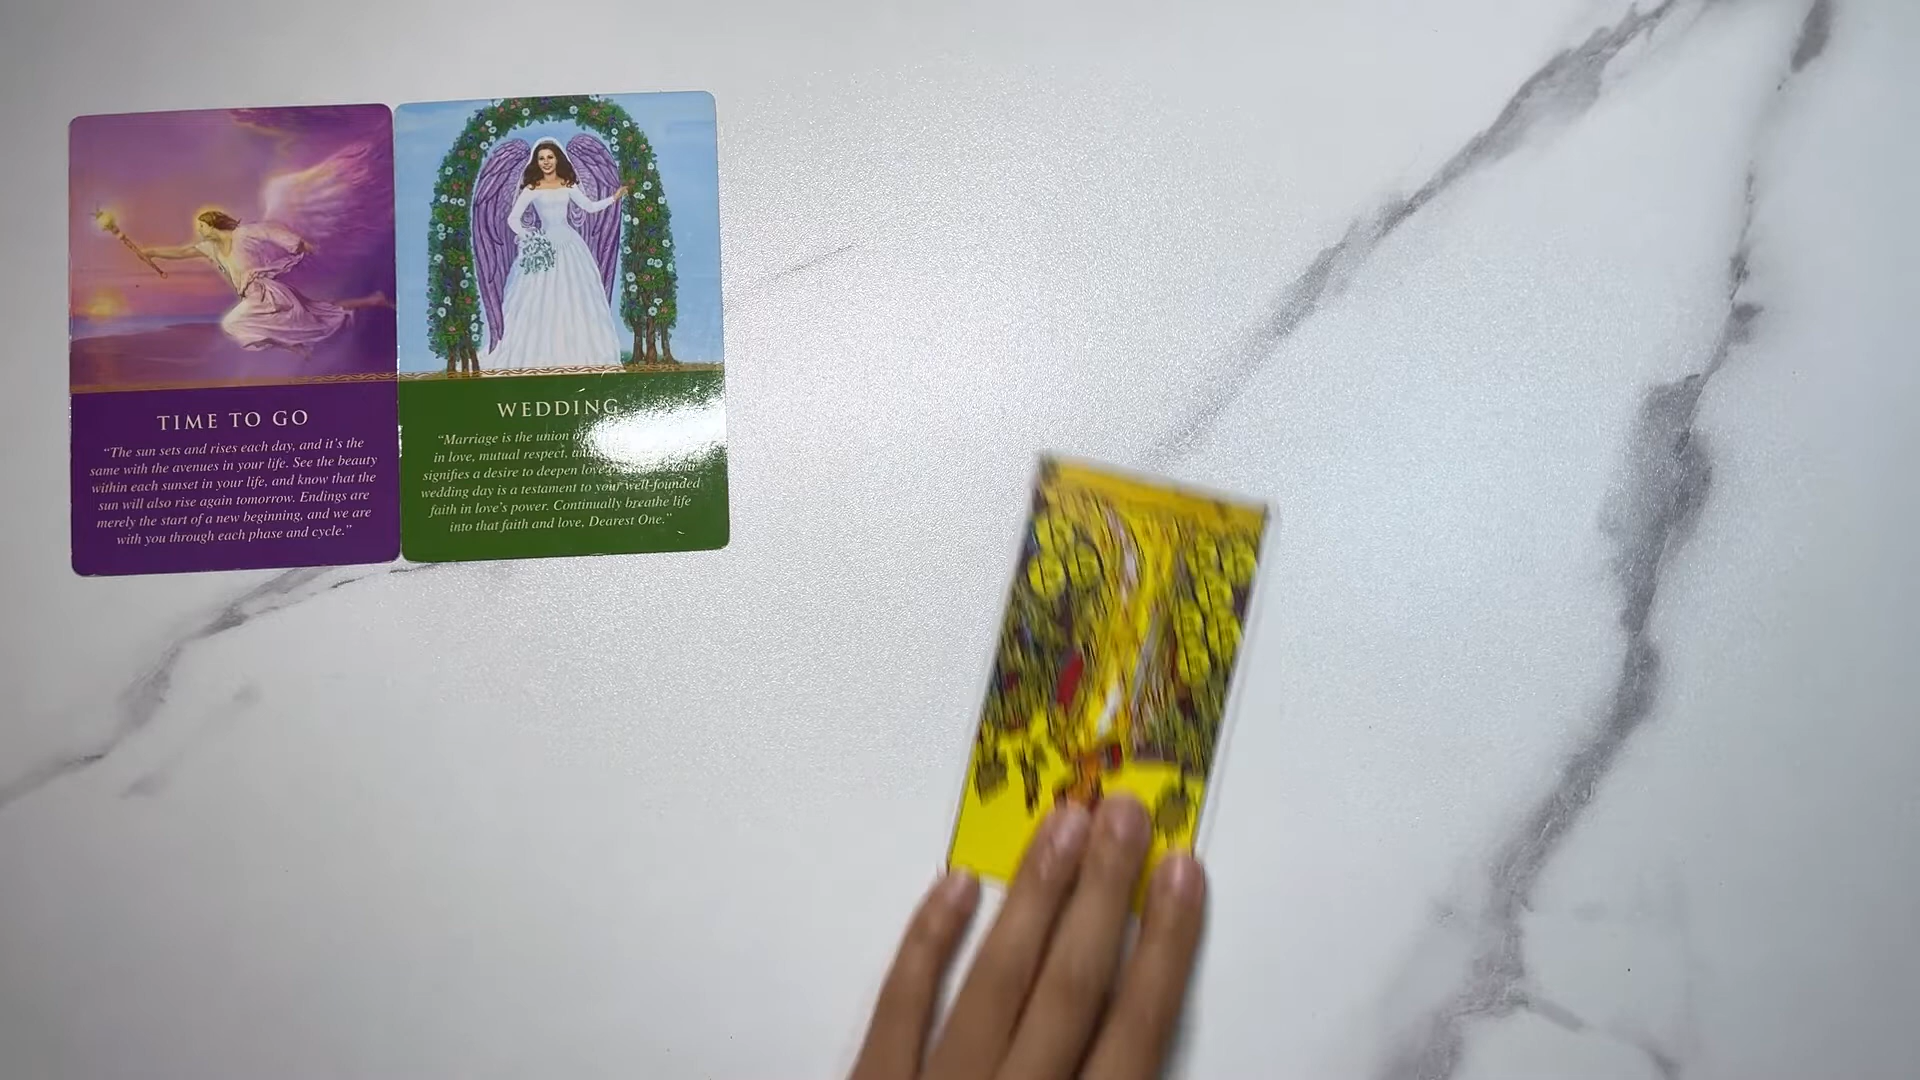 TIME TO GO
“The sun sets and rises each day, and it’s the
same with the avenues in your life. See the beauty
within each sunset in your life, and know that the
sun will also rise again tomorrow. Endings are
merely the start of a new beginning, and we are
with you through each phase and cycle.”
WEDDING
“Marriage is the union of
in love, mutual respect, and
signifies a desire to deepen love
wedding day is a testament to your well-founded
faith in love’s power. Continually breathe life
into that faith and love, Dearest One.”